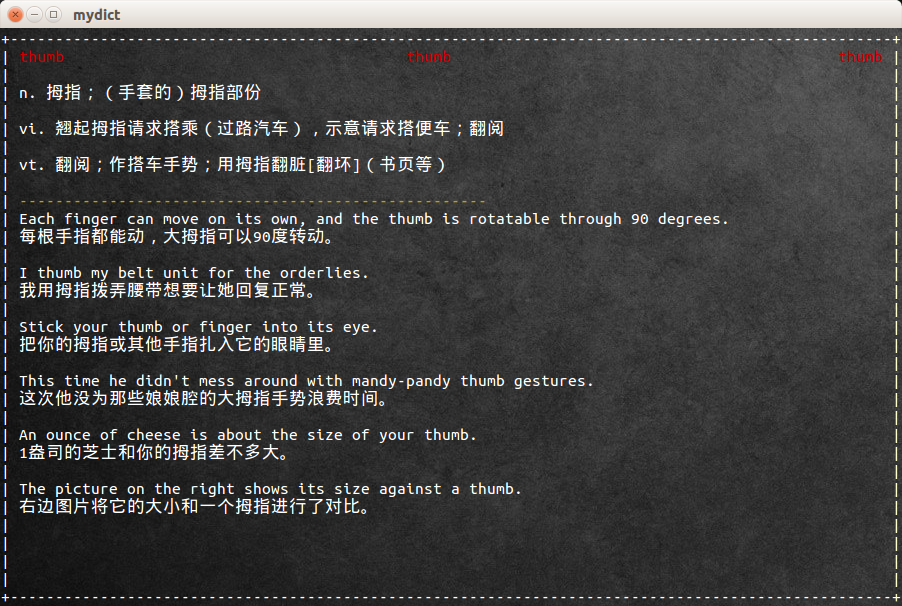 mydict
thumb thumb thumb
n. 拇指；（手套的）拇指部份
vi. 翘起拇指请求搭乘（过路汽车），示意请求搭便车；翻阅
vt. 翻阅；作搭车手势；用拇指翻脏[翻坏]（书页等）
Each finger can move on its own, and the thumb is rotatable through 90 degrees.
每根手指都能动，大拇指可以90度转动。
I thumb my belt unit for the orderlies.
我用拇指拨弄腰带想要让她回复正常。
Stick your thumb or finger into its eye.
把你的拇指或其他手指扎入它的眼睛里。
This time he didn't mess around with mandy-pandy thumb gestures.
这次他没为那些娘娘腔的大拇指手势浪费时间。
An ounce of cheese is about the size of your thumb.
1盎司的芝士和你的拇指差不多大。
The picture on the right shows its size against a thumb.
右边图片将它的大小和一个拇指进行了对比。